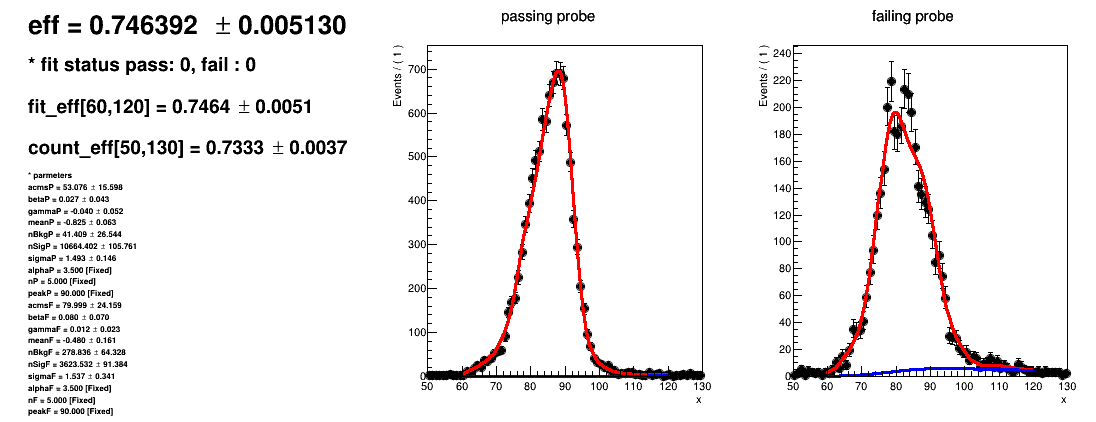 eff = 0.746392 ± 0.005130
* fit status pass: 0, fail : 0
fit_eff[60,120] = 0.7464 ± 0.0051
count_eff[50,130] = 0.7333 ± 0.0037
* parmeters
acmsP = 53.076 ± 15.598
betaP = 0.027 ± 0.043
gammaP = -0.040 ± 0.052
meanP = -0.825 ± 0.063
nBkgP = 41.409 ± 26.544
nSigP = 10664.402 ± 105.761
sigmaP = 1.493 ± 0.146
alphaP = 3.500 [Fixed]
nP = 5.000 [Fixed]
peakP = 90.000 [Fixed]
acmsF = 79.999 ± 24.159
betaF = 0.080 ± 0.070
gammaF = 0.012 ± 0.023
meanF = -0.480 ± 0.161
nBkgF = 278.836 ± 64.328
nSigF = 3623.532 ± 91.384
sigmaF = 1.537 ± 0.341
alphaF = 3.500 [Fixed]
nF = 5.000 [Fixed]
peakF = 90.000 [Fixed]
passing probe
Events / ( 1 )
700
600
500
400
300
200
100
0
50 60 70 80 90 100 110 120 130
x
failing probe
Events / ( 1 )
240
220
200
180
160
140
120
100
80
60
40
20
0
50 60 70 80 90 100 110 120 130
x